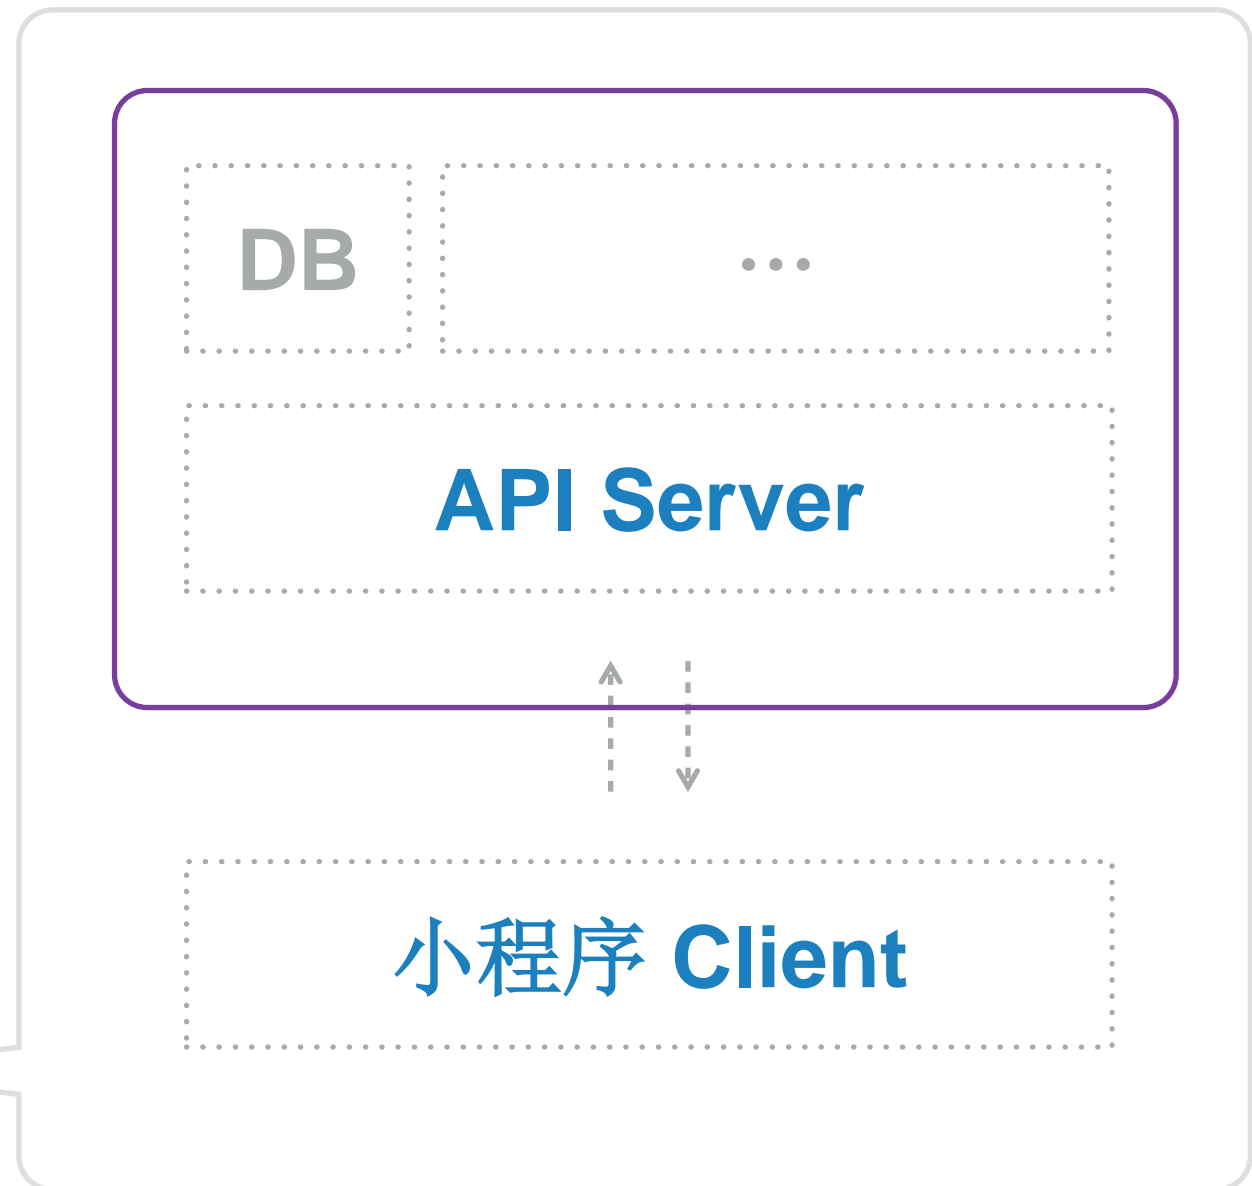 DB
...
API Server
小程序 Client